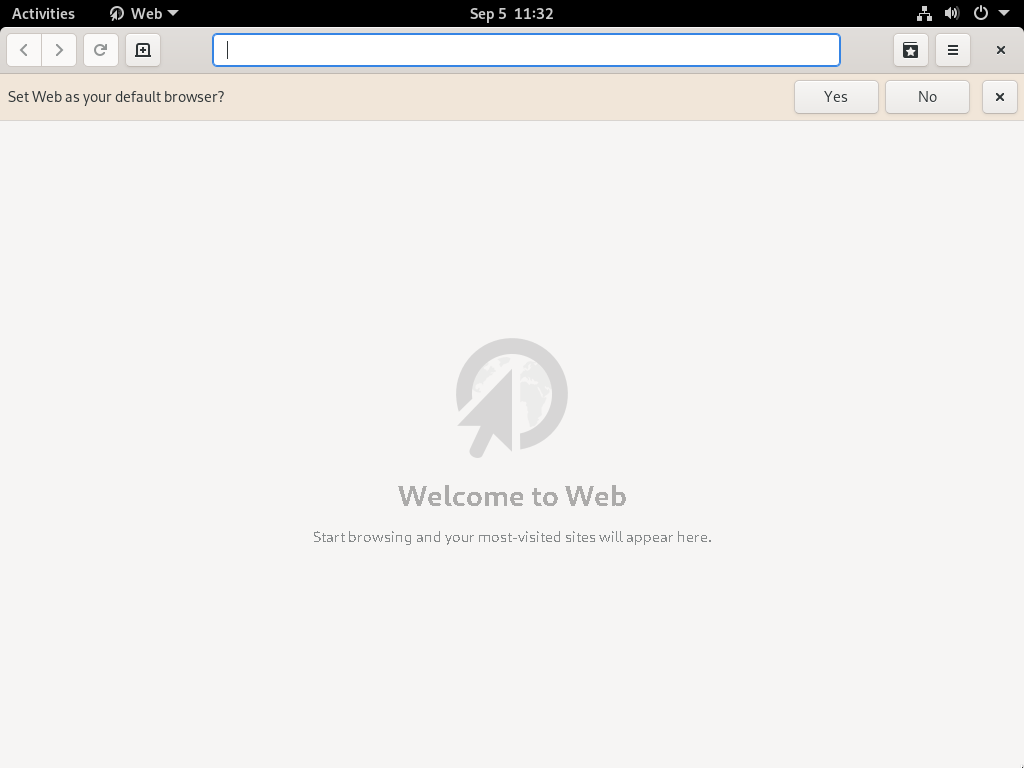 Activities Web Sep 5 11:32
Set Web as your default browser? Yes No
Welcome to Web
Start browsing and your most-visited sites will appear here.